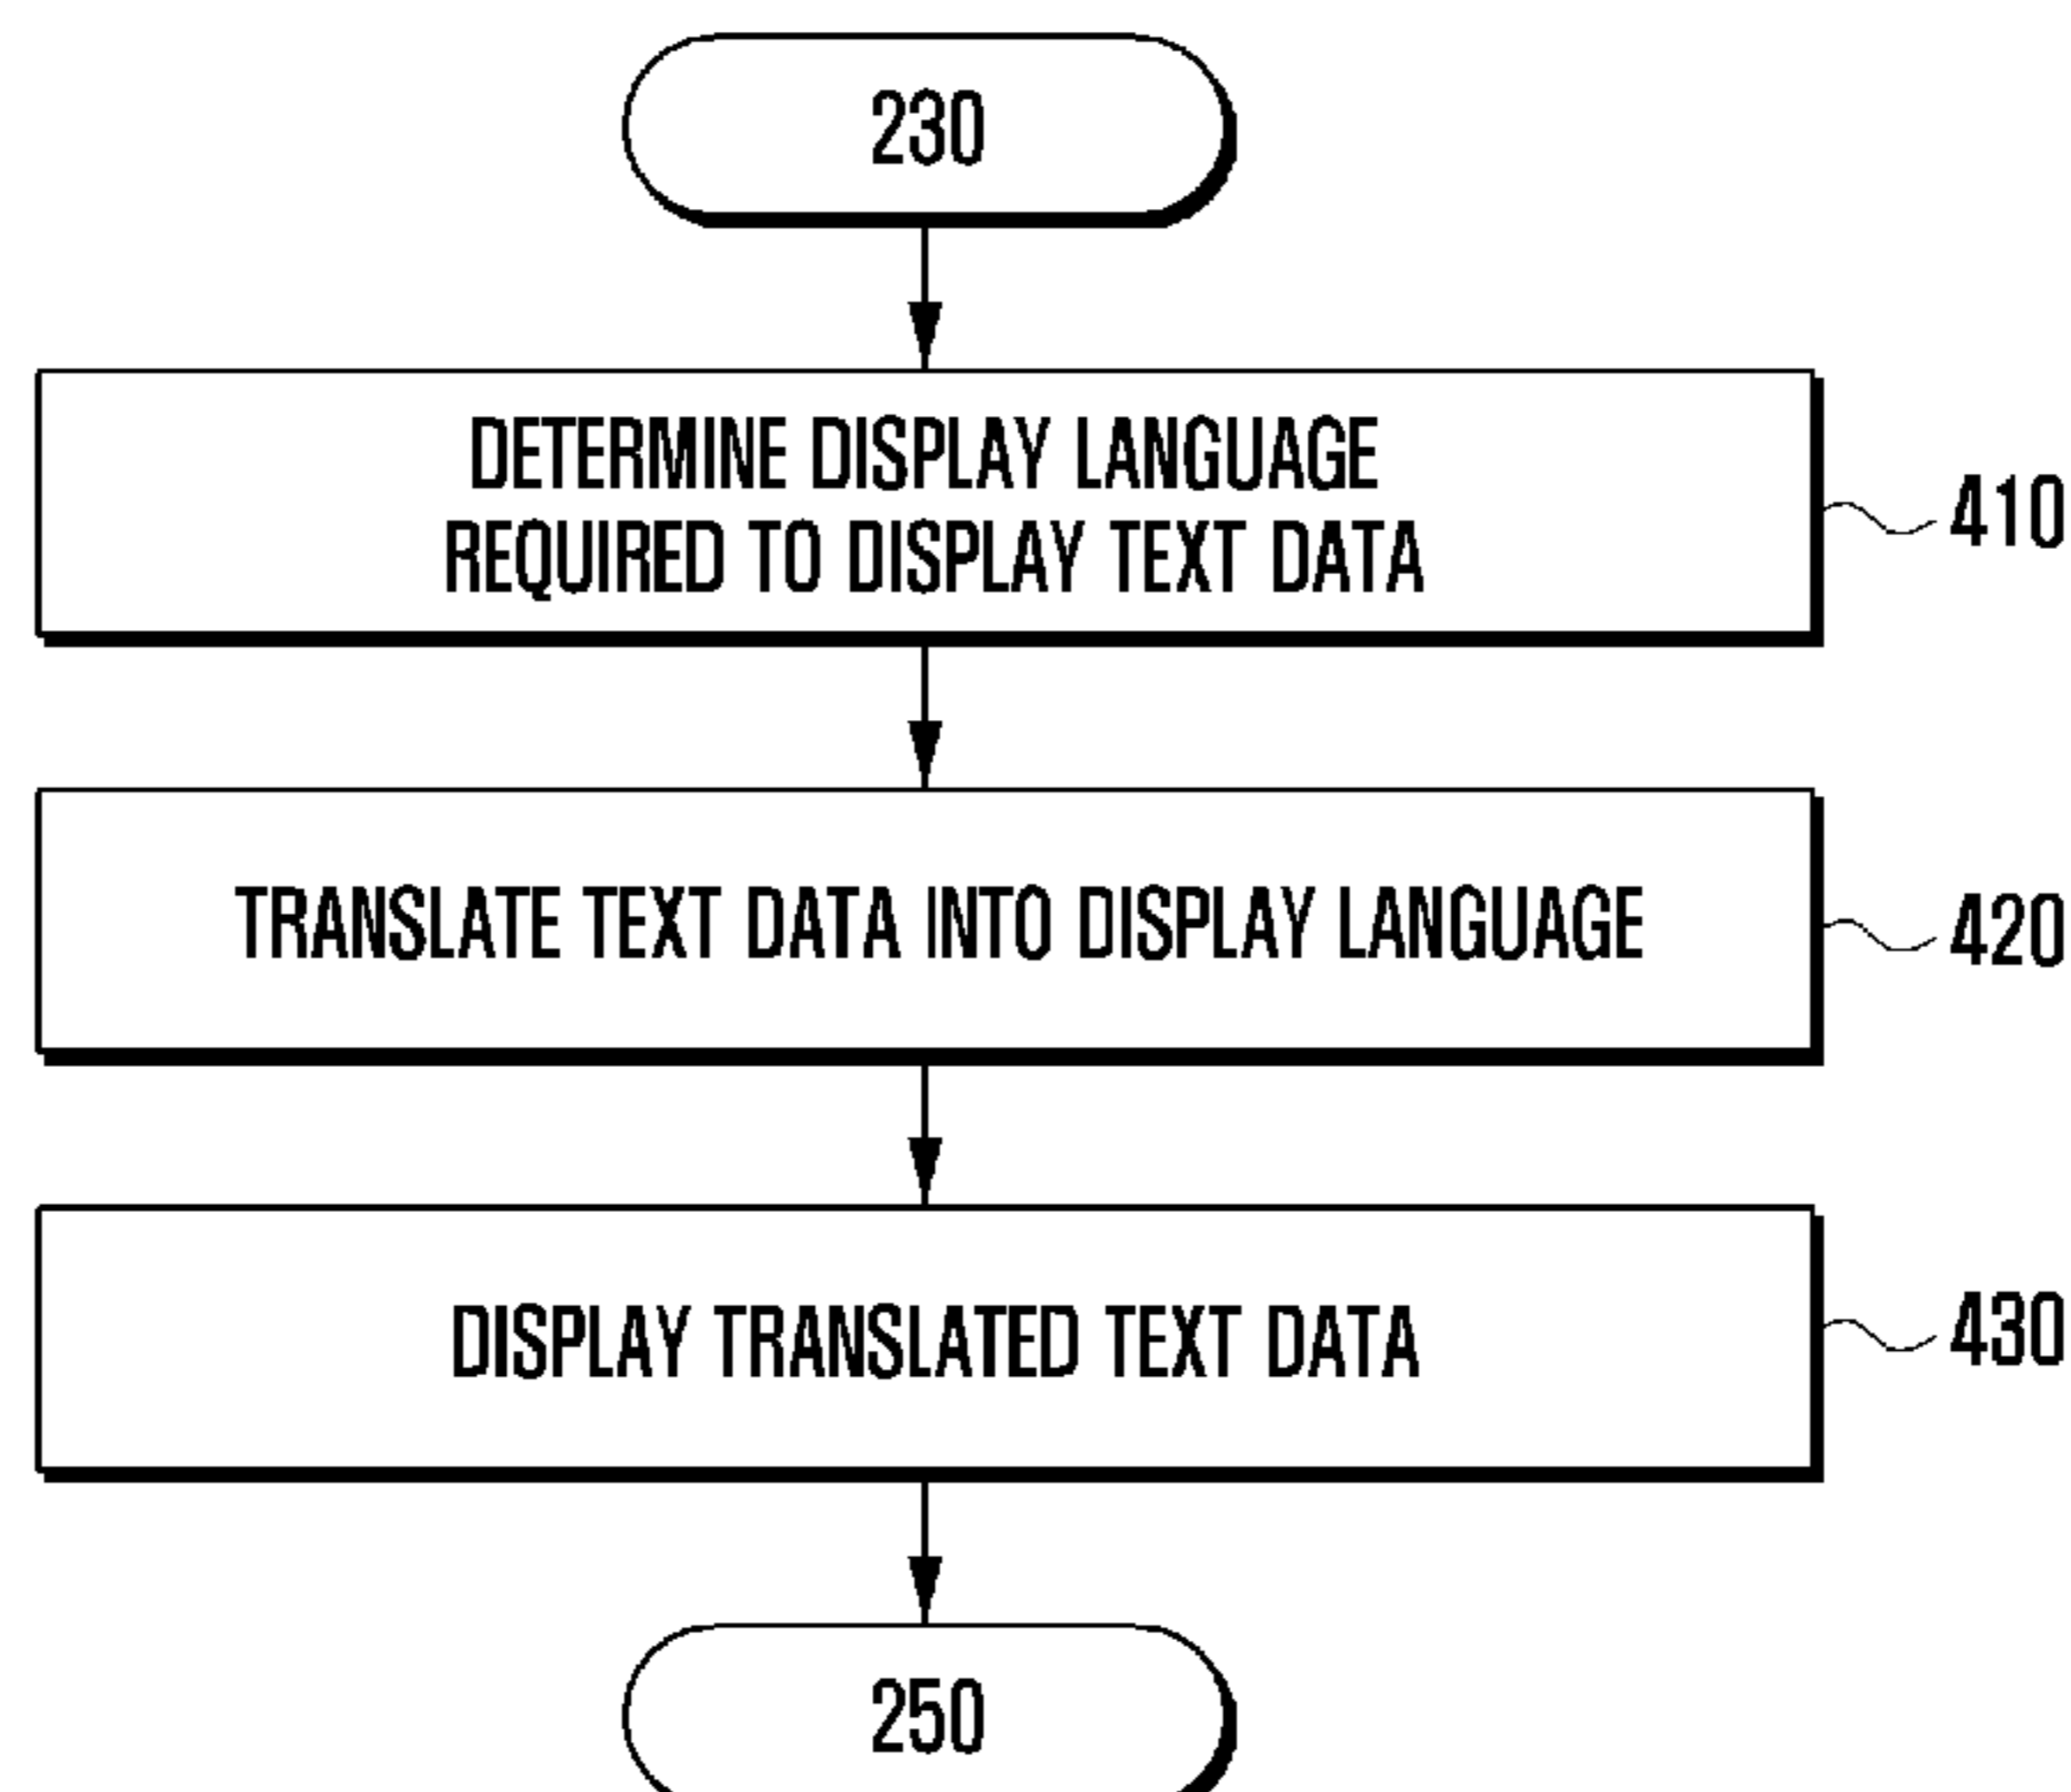 230
DETERMINE DISPLAY LANGUAGE
REQUIRED TO DISPLAY TEXT DATA
410
TRANSLATE TEXT DATA INTO DISPLAY LANGUAGE
420
DISPLAY TRANSLATED TEXT DATA
430
250